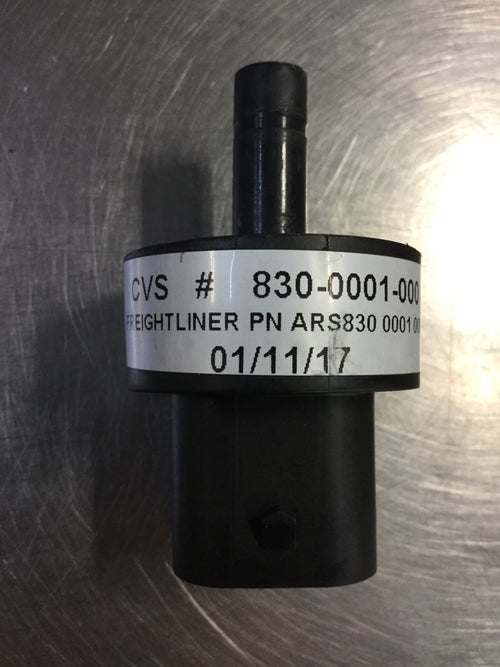 CVS # 830-0001-000
FREIGHTLINER PN ARS830 0001 00
01/11/17